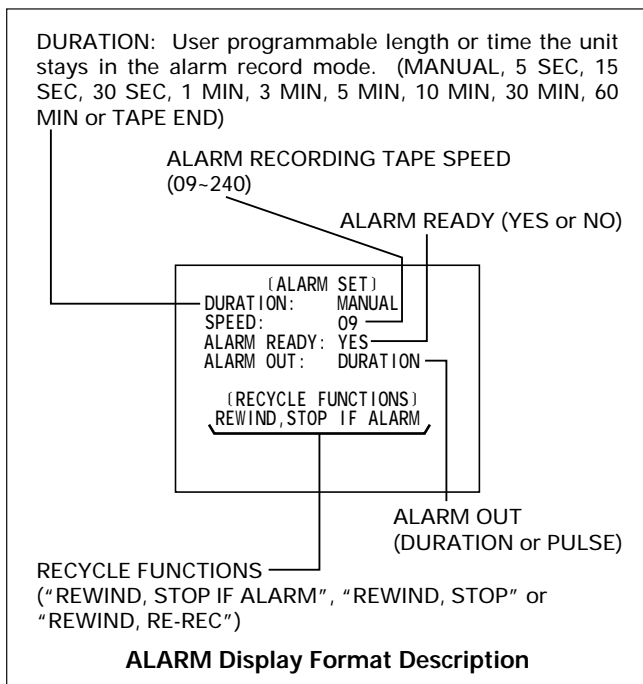 DURATION: User programmable length or time the unit
stays in the alarm record mode. (MANUAL, 5 SEC, 15
SEC, 30 SEC, 1 MIN, 3 MIN, 5 MIN, 10 MIN, 30 MIN, 60
MIN or TAPE END)
ALARM RECORDING TAPE SPEED
(09~240)
ALARM READY (YES or NO)
(ALARM SET)
DURATION: MANUAL
SPEED: 09
ALARM READY: YES
ALARM OUT: DURATION
(RECYCLE FUNCTIONS)
REWIND,STOP IF ALARM
ALARM OUT
(DURATION or PULSE)
RECYCLE FUNCTIONS
("REWIND, STOP IF ALARM", "REWIND, STOP" or
"REWIND, RE-REC")
ALARM Display Format Description